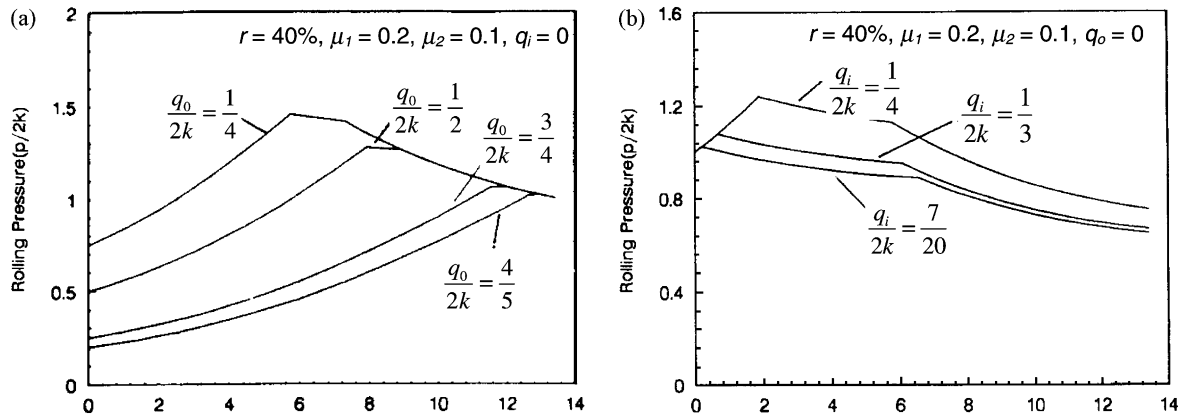 (a)
r = 40%, μ1 = 0.2, μ2 = 0.1, qi = 0
q0/2k = 1/4
q0/2k = 1/2
q0/2k = 3/4
q0/2k = 4/5
Rolling Pressure(p/2k)
2
1.5
1
0.5
0
0 2 4 6 8 10 12 14
(b)
r = 40%, μ1 = 0.2, μ2 = 0.1, qo = 0
qi/2k = 1/4
qi/2k = 1/3
qi/2k = 7/20
Rolling Pressure(p/2k)
1.6
1.2
0.8
0.4
0
0 2 4 6 8 10 12 14